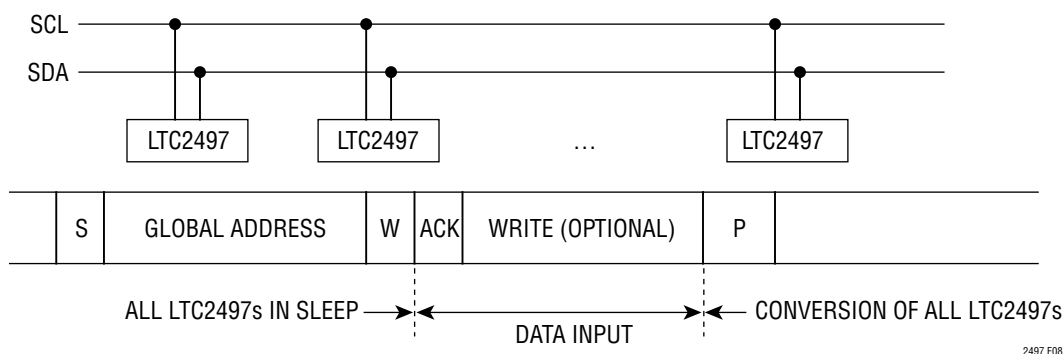 SCL
SDA
LTC2497 LTC2497 ... LTC2497
S GLOBAL ADDRESS W ACK WRITE (OPTIONAL) P
ALL LTC2497s IN SLEEP DATA INPUT CONVERSION OF ALL LTC2497s
2497 F08